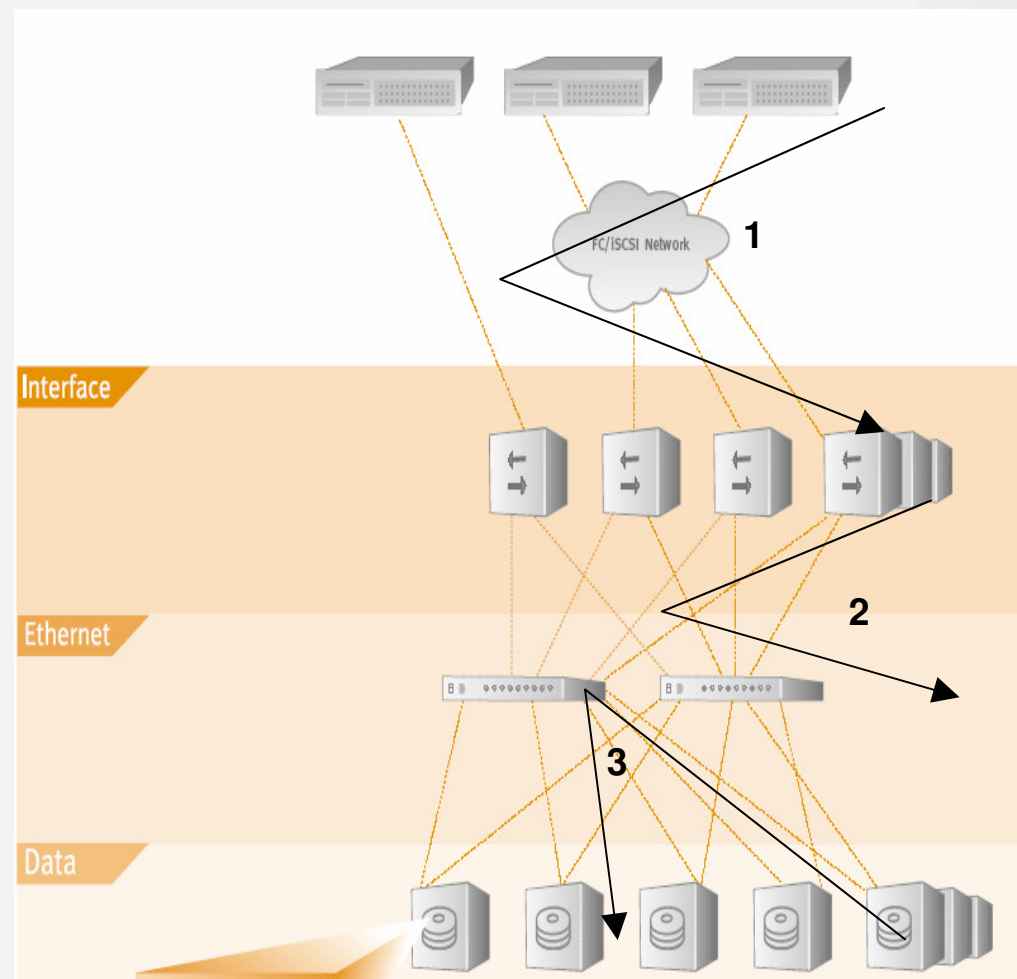 FC/iSCSI Network
1
Interface
2
Ethernet
3
Data